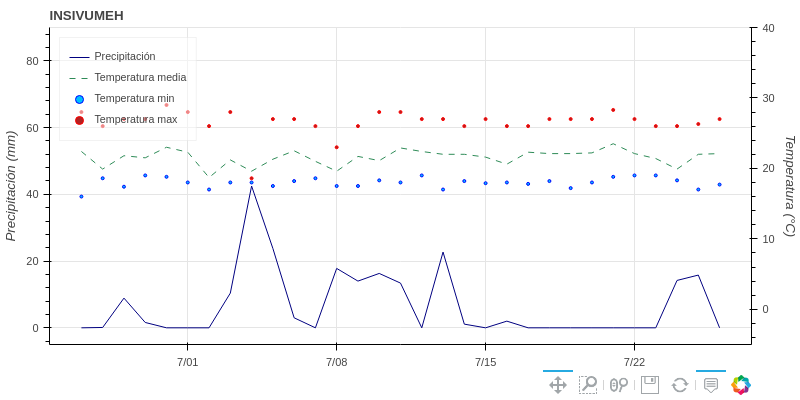 INSIVUMEH
Precipitación
Temperatura media
Temperatura min
Temperatura max
Precipitación (mm)
80
60
40
20
0
Temperatura (°C)
40
30
20
10
0
7/01
7/08
7/15
7/22